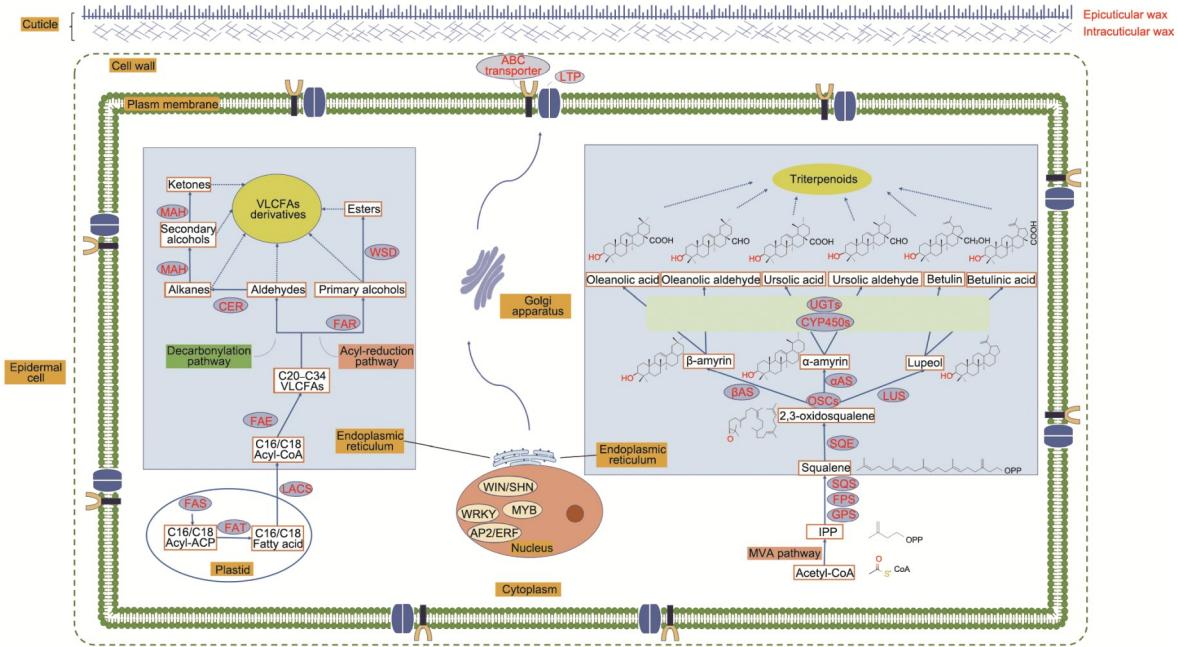 Epicuticular wax
Cuticle
Intracuticular wax
Cell wall
ABC
transporter
LTP
Plasm membrane
Ketones
VLCFAs
derivatives
Esters
MAH
Secondary
alcohols
WSD
MAH
Alkanes
Aldehydes
Primary alcohols
CER
FAR
Decarbonylation
pathway
Acyl-reduction
pathway
C20–C34
VLCFAs
FAE
C16/C18
Acyl-CoA
LACS
FAS
FAT
C16/C18
Acyl-ACP
C16/C18
Fatty acid
Plastid
Epidermal
cell
Golgi
apparatus
Endoplasmic
reticulum
Endoplasmic
reticulum
WIN/SHN
WRKY
MYB
AP2/ERF
Nucleus
Cytoplasm
Triterpenoids
COOH
HO
CHO
HO
COOH
HO
CHO
HO
CH₂OH
HO
COOH
HO
Oleanolic acid
Oleanolic aldehyde
Ursolic acid
Ursolic aldehyde
Betulin
Betulinic acid
UGTs
CYP450s
HO
β-amyrin
HO
α-amyrin
Lupeol
HO
βAS
αAS
LUS
OSCs
2,3-oxidosqualene
O
SQE
Squalene
OPP
SQS
FPS
GPS
IPP
OPP
MVA pathway
Acetyl-CoA
O
S
CoA